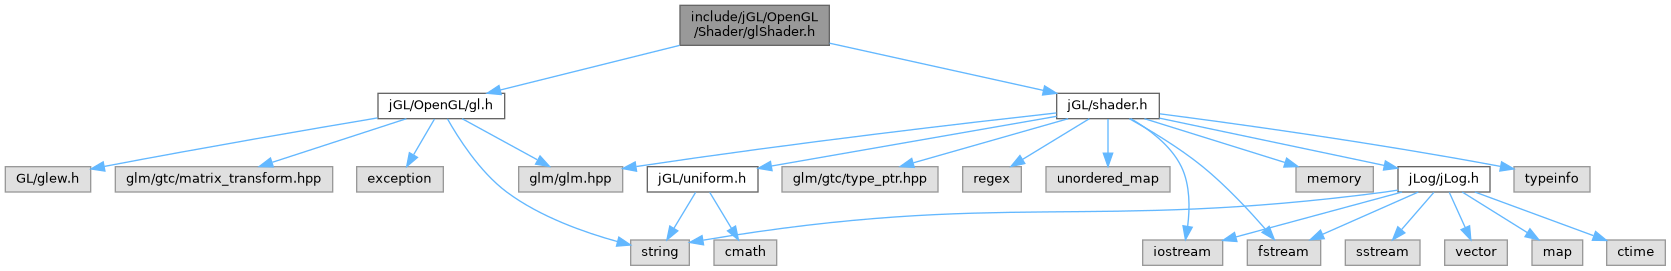 include/jGL/OpenGL
/Shader/glShader.h
jGL/OpenGL/gl.h
jGL/shader.h
GL/glew.h
glm/gtc/matrix_transform.hpp
exception
glm/glm.hpp
jGL/uniform.h
glm/gtc/type_ptr.hpp
regex
unordered_map
memory
jLog/jLog.h
typeinfo
string
cmath
iostream
fstream
sstream
vector
map
ctime